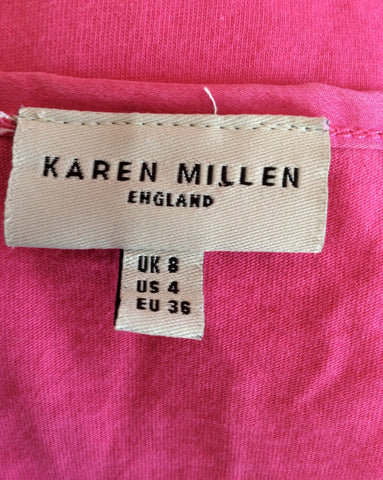 KAREN MILLEN
ENGLAND
UK 8
US 4
EU 36